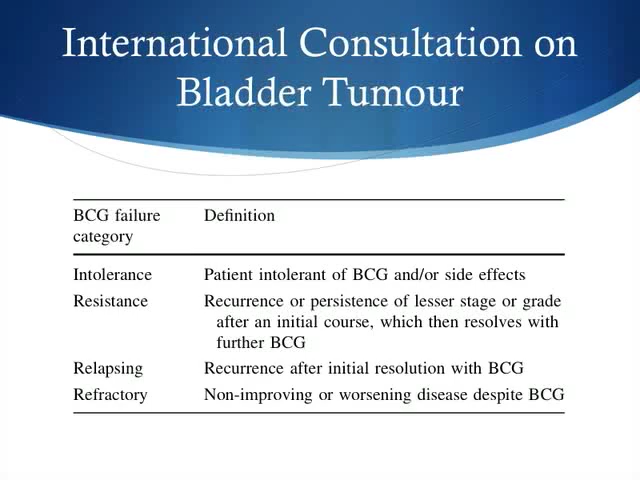 International Consultation on
Bladder Tumour
BCG failure category
Definition
Intolerance
Patient intolerant of BCG and/or side effects
Resistance
Recurrence or persistence of lesser stage or grade
after an initial course, which then resolves with
further BCG
Relapsing
Recurrence after initial resolution with BCG
Refractory
Non-improving or worsening disease despite BCG